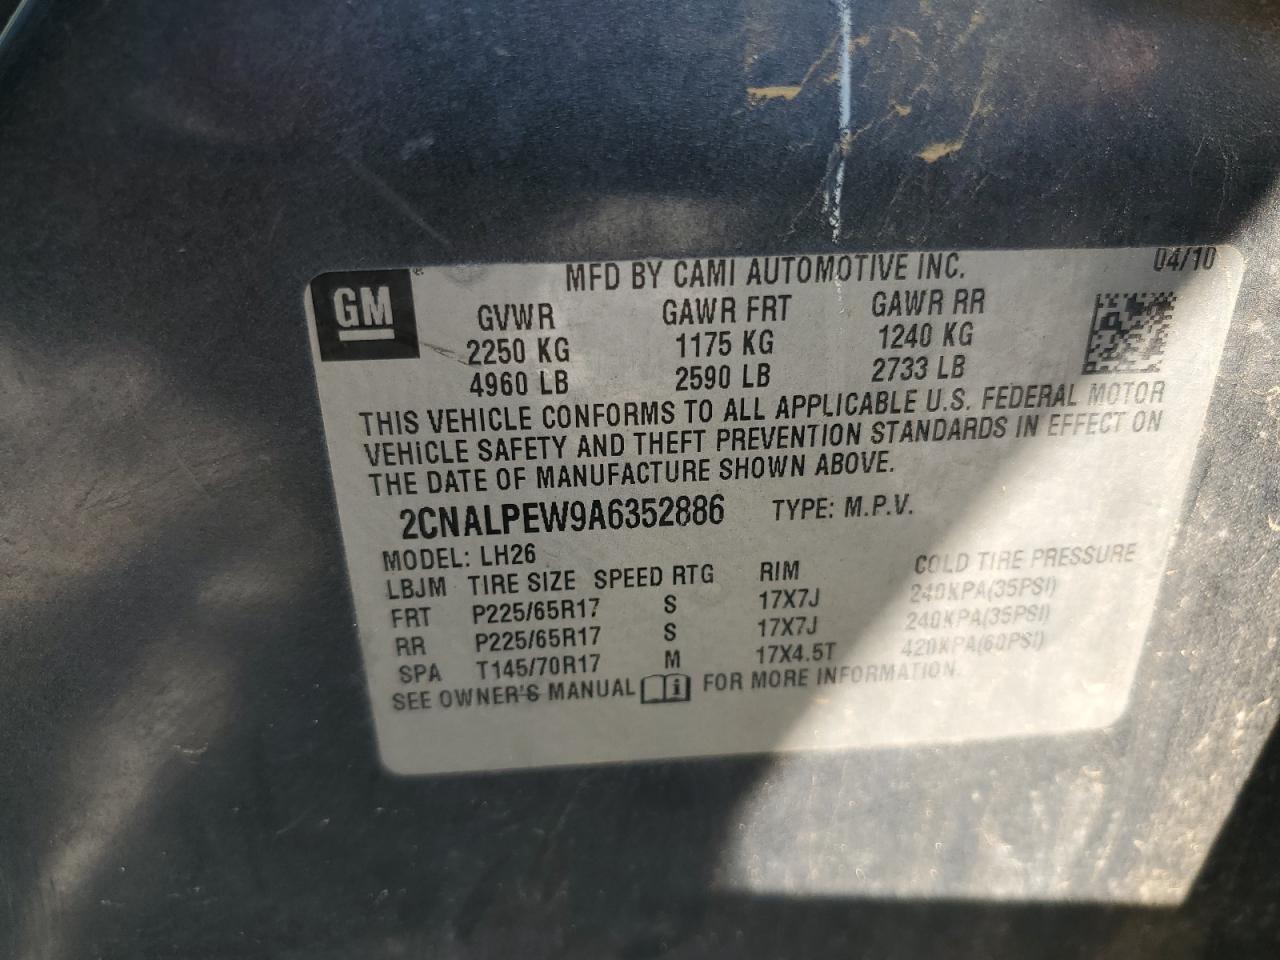 GM®
MFD BY CAMI AUTOMOTIVE INC. 04/10
GVWR GAWR FRT GAWR RR
2250 KG 1175 KG 1240 KG
4960 LB 2590 LB 2733 LB
THIS VEHICLE CONFORMS TO ALL APPLICABLE U.S. FEDERAL MOTOR
VEHICLE SAFETY AND THEFT PREVENTION STANDARDS IN EFFECT ON
THE DATE OF MANUFACTURE SHOWN ABOVE.
2CNALPEW9A6352886 TYPE: M.P.V.
MODEL: LH26
LBJM TIRE SIZE SPEED RTG RIM COLD TIRE PRESSURE
FRT P225/65R17 S 17X7J 240KPA(35PSI)
RR P225/65R17 S 17X7J 240KPA(35PSI)
SPA T145/70R17 M 17X4.5T 420KPA(60PSI)
SEE OWNER'S MANUAL i FOR MORE INFORMATION.